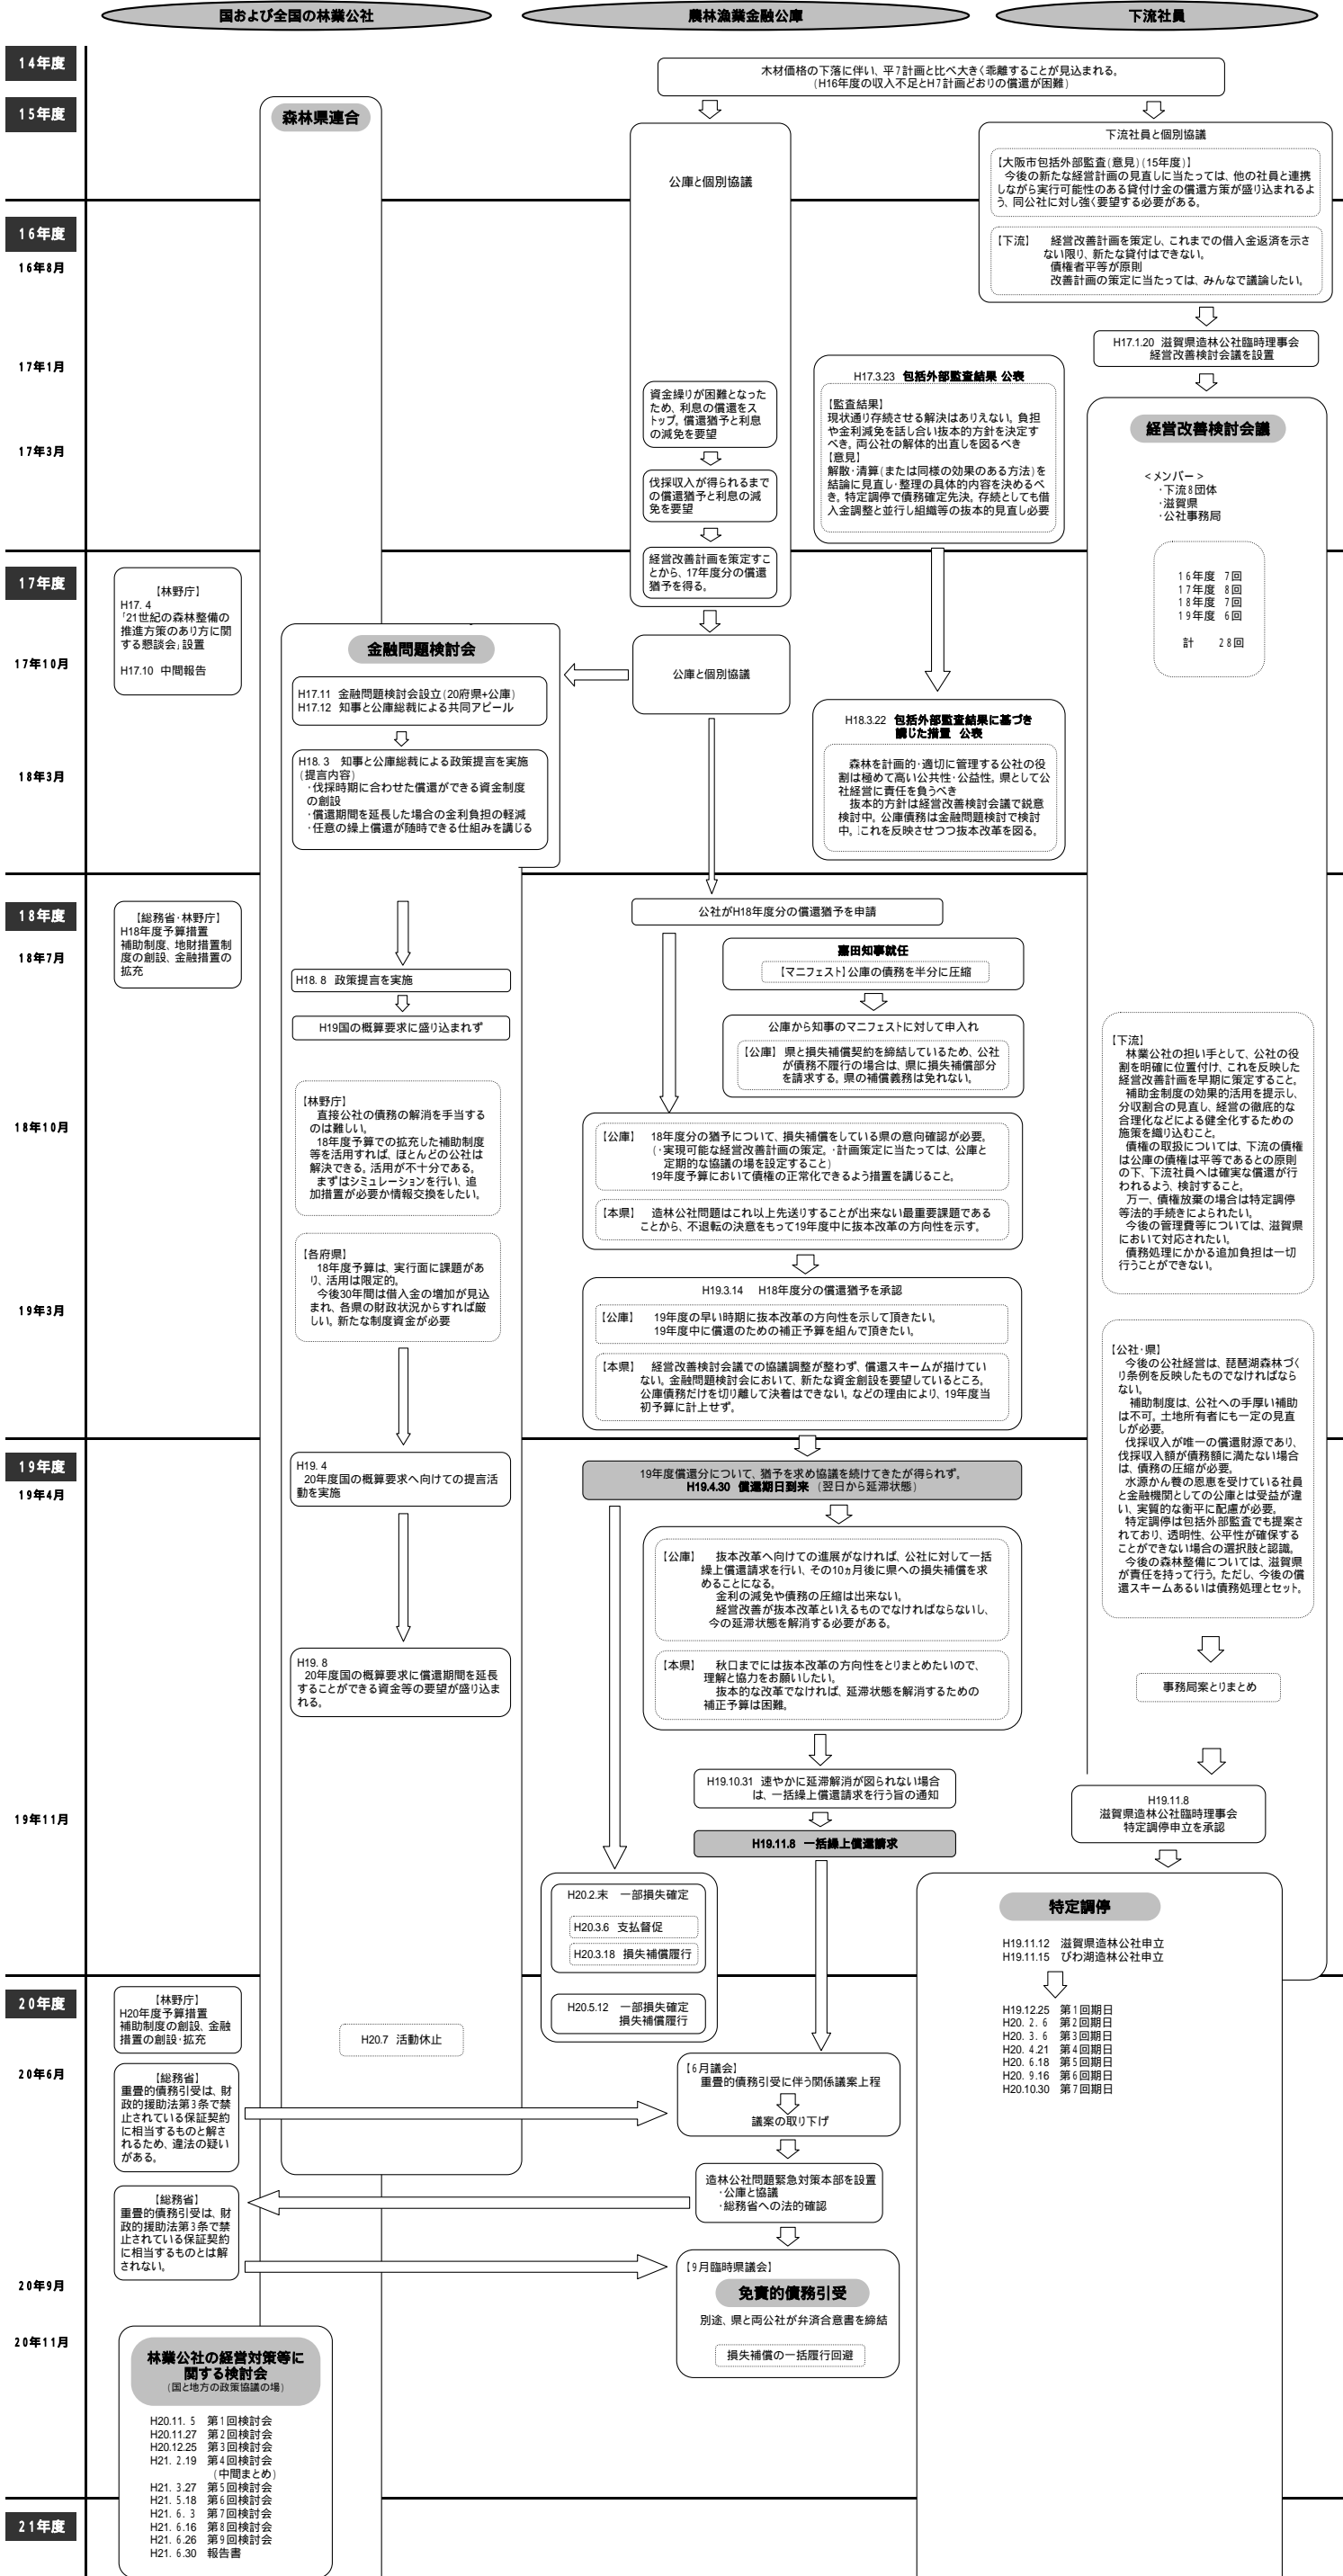 国および全国の林業公社
農林漁業金融公庫
下流社員
14年度
木材価格の下落に伴い、平7計画と比べ大きく乖離することが見込まれる。
(H16年度の収入不足とH7計画どおりの償還が困難)
15年度
森林県連合
公庫と個別協議
下流社員と個別協議
【大阪市包括外部監査(意見)(15年度)】
今後の新たな経営計画の見直しに当たっては、他の社員と連携
しながら実行可能性のある貸付け金の償還方策が盛り込まれるよ
う、同公社に対し強く要望する必要がある。
16年度
16年8月
【下流】 経営改善計画を策定し、これまでの借入金返済を示さ
ない限り、新たな貸付はできない。
債権者平等が原則
改善計画の策定に当たっては、みんなで議論したい。
H17.1.20 滋賀県造林公社臨時理事会
経営改善検討会議を設置
17年1月
17年3月
資金繰りが困難となった
ため、利息の償還をス
トップ。償還猶予と利息
の減免を要望
伐採収入が得られるまで
の償還猶予と利息の減
免を要望
経営改善計画を策定すこ
とから、17年度分の償還
猶予を得る。
H17.3.23 包括外部監査結果 公表
【監査結果】
現状通り存続させる解決はありえない。負担
や金利減免を話し合い抜本的方針を決定す
べき。両公社の解体的出直しを図るべき
【意見】
解散・清算(または同様の効果のある方法)を
結論に見直し・整理の具体的内容を決めるべ
き。特定調停で債務確定先決。存続としても借
入金調整と並行し組織等の抜本的見直し必要
経営改善検討会議
<メンバー>
・下流8団体
・滋賀県
・公社事務局
16年度 7回
17年度 8回
18年度 7回
19年度 6回
計 28回
17年度
17年10月
18年3月
【林野庁】
H17. 4
「21世紀の森林整備の
推進方策のあり方に関
する懇談会」設置
H17.10 中間報告
金融問題検討会
H17.11 金融問題検討会設立(20府県+公庫)
H17.12 知事と公庫総裁による共同アピール
H18. 3 知事と公庫総裁による政策提言を実施
(提言内容)
・伐採時期に合わせた償還ができる資金制度
の創設
・償還期間を延長した場合の金利負担の軽減
・任意の繰上償還が随時できる仕組みを講じる
公庫と個別協議
H18.3.22 包括外部監査結果に基づき
講じた措置 公表
森林を計画的・適切に管理する公社の役
割は極めて高い公共性・公益性。県として公
社経営に責任を負うべき
抜本的方針は経営改善検討会議で鋭意
検討中。公庫債務は金融問題検討で検討
中。これを反映させつつ抜本改革を図る。
18年度
18年7月
【総務省・林野庁】
H18年度予算措置
補助制度、地財措置制
度の創設、金融措置の
拡充
H18. 8 政策提言を実施
H19国の概算要求に盛り込まれず
公社がH18年度分の償還猶予を申請
嘉田知事就任
【マニフェスト】公庫の債務を半分に圧縮
公庫から知事のマニフェストに対して申入れ
【公庫】 県と損失補償契約を締結しているため、公社
が債務不履行の場合は、県に損失補償部分
を請求する。県の補償義務は免れない。
18年10月
【林野庁】
直接公社の債務の解消を手当する
のは難しい。
18年度予算での拡充した補助制度
等を活用すれば、ほとんどの公社は
解決できる。活用が不十分である。
まずはシミュレーションを行い、追
加措置が必要か情報交換をしたい。
【各府県】
18年度予算は、実行面に課題があ
り、活用は限定的。
今後30年間は借入金の増加が見込
まれ、各県の財政状況からすれば厳
しい。新たな制度資金が必要
【公庫】 18年度分の猶予について、損失補償をしている県の意向確認が必要。
(・実現可能な経営改善計画の策定。・計画策定に当たっては、公庫と
定期的な協議の場を設定すること)
19年度予算において債権の正常化できるよう措置を講じること。
【本県】 造林公社問題はこれ以上先送りすることが出来ない最重要課題である
ことから、不退転の決意をもって19年度中に抜本改革の方向性を示す。
【下流】
林業公社の担い手として、公社の役
割を明確に位置付け、これを反映した
経営改善計画を早期に策定すること。
補助金制度の効果的活用を提示し、
分収割合の見直し、経営の徹底的な
合理化などによる健全化するための
施策を織り込むこと。
債権の取扱については、下流の債権
は公庫の債権は平等であるとの原則
の下、下流社員へは確実な償還が行
われるよう、検討すること。
万一、債権放棄の場合は特定調停
等法的手続きによられたい。
今後の管理費等については、滋賀県
において対応されたい。
債務処理にかかる追加負担は一切
行うことができない。
19年3月
H19.3.14 H18年度分の償還猶予を承認
【公庫】 19年度の早い時期に抜本改革の方向性を示して頂きたい。
19年度中に償還のための補正予算を組んで頂きたい。
【本県】 経営改善検討会議での協議調整が整わず、償還スキームが描けてい
ない。金融問題検討会において、新たな資金創設を要望しているところ。
公庫債務だけを切り離して決着はできない。などの理由により、19年度当
初予算に計上せず。
【公社・県】
今後の公社経営は、琵琶湖森林づく
り条例を反映したものでなければなら
ない。
補助制度は、公社への手厚い補助
は不可。土地所有者にも一定の見直
しが必要。
伐採収入が唯一の償還財源であり、
伐採収入額が債務額に満たない場合
は、債務の圧縮が必要。
水源かん養の恩恵を受けている社員
と金融機関としての公庫とは受益が違
い、実質的な衡平に配慮が必要。
特定調停は包括外部監査でも提案さ
れており、透明性、公平性が確保する
ことができない場合の選択肢と認識。
今後の森林整備については、滋賀県
が責任を持って行う。ただし、今後の償
還スキームあるいは債務処理とセット。
事務局案とりまとめ
19年度
19年4月
H19. 4
20年度国の概算要求へ向けての提言活
動を実施
H19. 8
20年度国の概算要求に償還期間を延長
することができる資金等の要望が盛り込ま
れる。
19年度償還分について、猶予を求め協議を続けてきたが得られず。
H19.4.30 償還期日到来 (翌日から延滞状態)
【公庫】 抜本改革へ向けての進展がなければ、公社に対して一括
繰上償還請求を行い、その10ヵ月後に県への損失補償を求
めることになる。
金利の減免や債務の圧縮は出来ない。
経営改善が抜本改革といえるものでなければならないし、
今の延滞状態を解消する必要がある。
【本県】 秋口までには抜本改革の方向性をとりまとめたいので、
理解と協力をお願いしたい。
抜本的な改革でなければ、延滞状態を解消するための
補正予算は困難。
H19.10.31 速やかに延滞解消が図られない場合
は、一括繰上償還請求を行う旨の通知
19年11月
H19.11.8 一括繰上償還請求
H19.11.8
滋賀県造林公社臨時理事会
特定調停申立を承認
H20.2.末 一部損失確定
H20.3.6 支払督促
H20.3.18 損失補償履行
H20.5.12 一部損失確定
損失補償履行
特定調停
H19.11.12 滋賀県造林公社申立
H19.11.15 びわ湖造林公社申立
H19.12.25 第1回期日
H20. 2. 6 第2回期日
H20. 3. 6 第3回期日
H20. 4.21 第4回期日
H20. 6.18 第5回期日
H20. 9.16 第6回期日
H20.10.30 第7回期日
20年度
【林野庁】
H20年度予算措置
補助制度の創設、金融
措置の創設・拡充
H20.7 活動休止
20年6月
【総務省】
重畳的債務引受は、財
政的援助法第3条で禁
止されている保証契約
に相当するものと解さ
れるため、違法の疑い
がある。
【6月議会】
重畳的債務引受に伴う関係議案上程
議案の取り下げ
造林公社問題緊急対策本部を設置
・公庫と協議
・総務省への法的確認
【総務省】
重畳的債務引受は、財
政的援助法第3条で禁
止されている保証契約
に相当するものとは解
されない。
20年9月
【9月臨時県議会】
免責的債務引受
別途、県と両公社が弁済合意書を締結
損失補償の一括履行回避
20年11月
林業公社の経営対策等に
関する検討会
(国と地方の政策協議の場)
H20.11. 5 第1回検討会
H20.11.27 第2回検討会
H20.12.25 第3回検討会
H21. 2.19 第4回検討会
(中間まとめ)
H21. 3.27 第5回検討会
H21. 5.18 第6回検討会
H21. 6. 3 第7回検討会
H21. 6.16 第8回検討会
H21. 6.26 第9回検討会
H21. 6.30 報告書
21年度